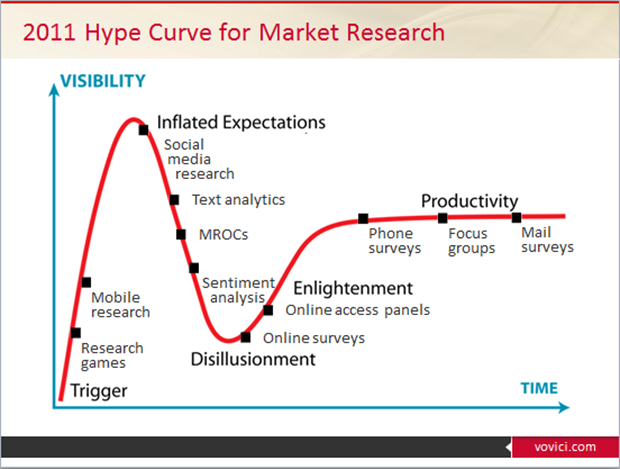 2011 Hype Curve for Market Research
VISIBILITY
Inflated Expectations
Social
media
research
Text analytics
MROCs
Sentiment
analysis
Mobile
research
Research
games
Trigger
Disillusionment
Online surveys
Online access panels
Enlightenment
Productivity
Phone
surveys
Focus
groups
Mail
surveys
TIME
vovici.com